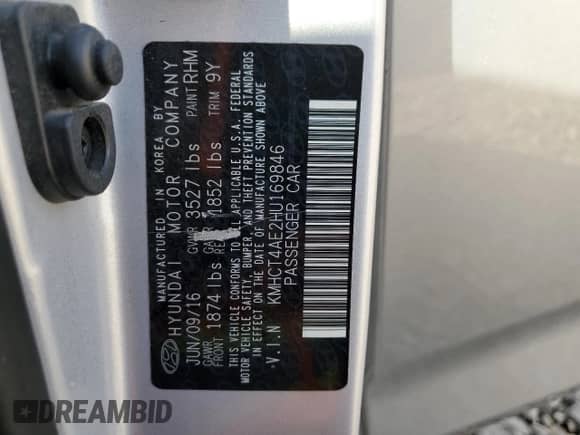 MANUFACTURED IN KOREA BY
HYUNDAI MOTOR COMPANY
JUN/09/16 GVWR 3527 lbs PAINT RHM
GAWR FRONT 1874 lbs 1852 lbs TRIM 9Y
THIS VEHICLE CONFORMS TO ALL APPLICABLE U.S.A. FEDERAL
MOTOR VEHICLE SAFETY, BUMPER, AND THEFT PREVENTION STANDARDS
IN EFFECT ON THE DATE OF MANUFACTURE SHOWN ABOVE
V.I.N KMHCT4AE2HU169846
PASSENGER CAR
DREAMBID